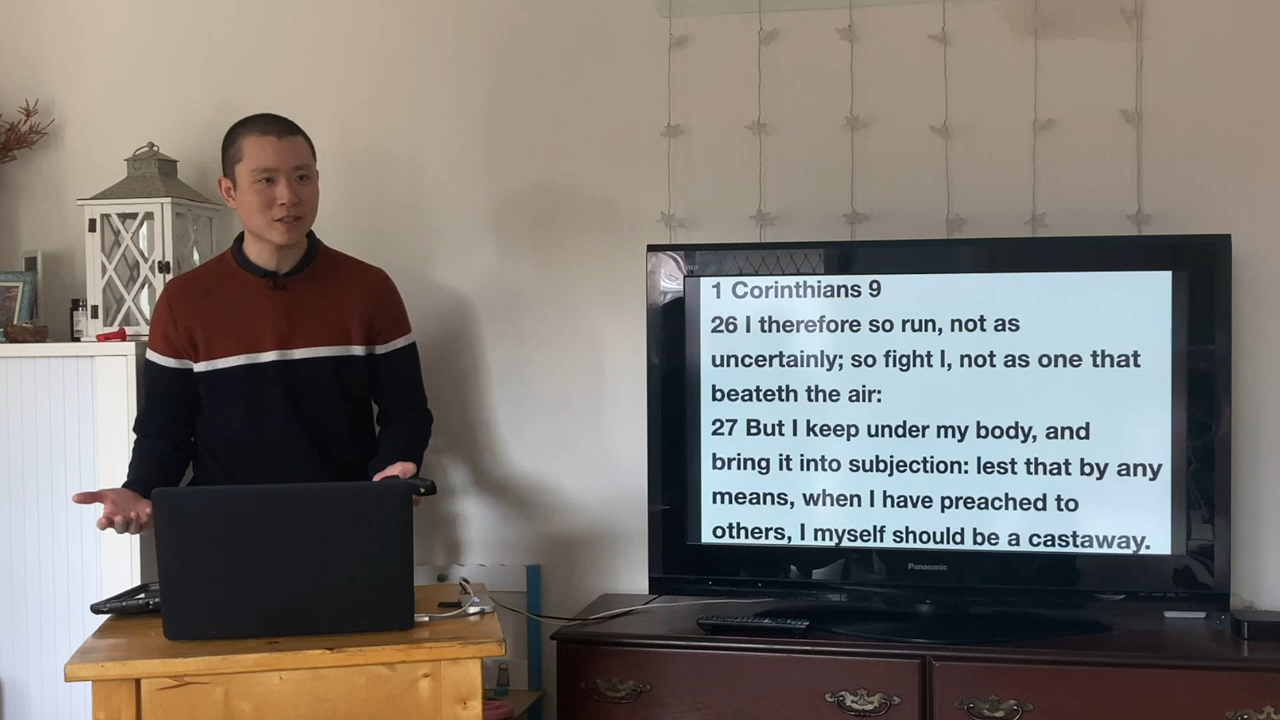 1 Corinthians 9
26 I therefore so run, not as
uncertainly; so fight I, not as one that
beateth the air:
27 But I keep under my body, and
bring it into subjection: lest that by any
means, when I have preached to
others, I myself should be a castaway.
Panasonic